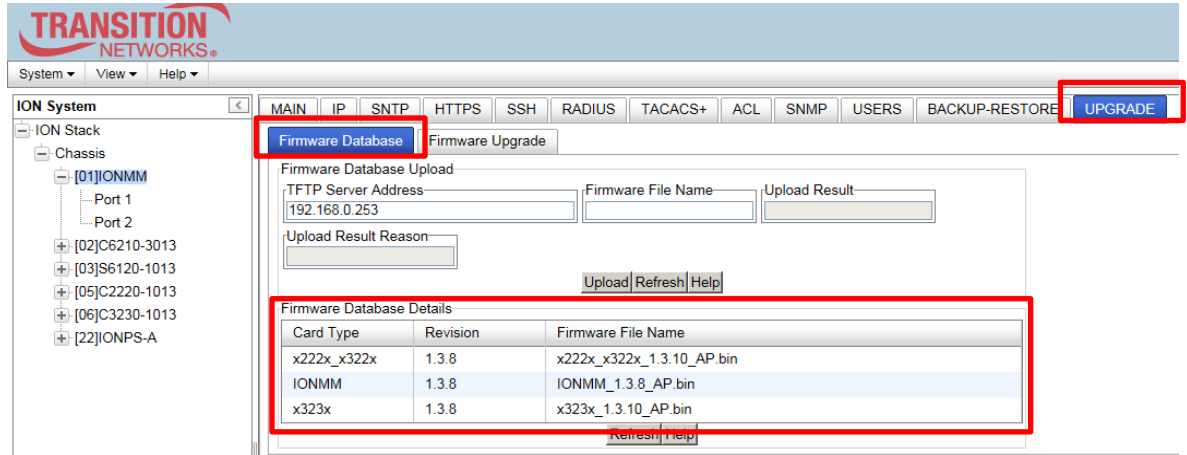 TRANSITION
NETWORKS®
System View Help
ION System
ION Stack
Chassis
[01]IONMM
Port 1
Port 2
[02]C6210-3013
[03]S6120-1013
[05]C2220-1013
[06]C3230-1013
[22]IONPS-A
MAIN IP SNTP HTTPS SSH RADIUS TACACS+ ACL SNMP USERS BACKUP-RESTORE UPGRADE
Firmware Database Firmware Upgrade
Firmware Database Upload
TFTP Server Address Firmware File Name Upload Result
192.168.0.253
Upload Result Reason
Upload Refresh Help
Firmware Database Details
Card Type Revision Firmware File Name
x222x_x322x 1.3.8 x222x_x322x_1.3.10_AP.bin
IONMM 1.3.8 IONMM_1.3.8_AP.bin
x323x 1.3.8 x323x_1.3.10_AP.bin
Refresh Help